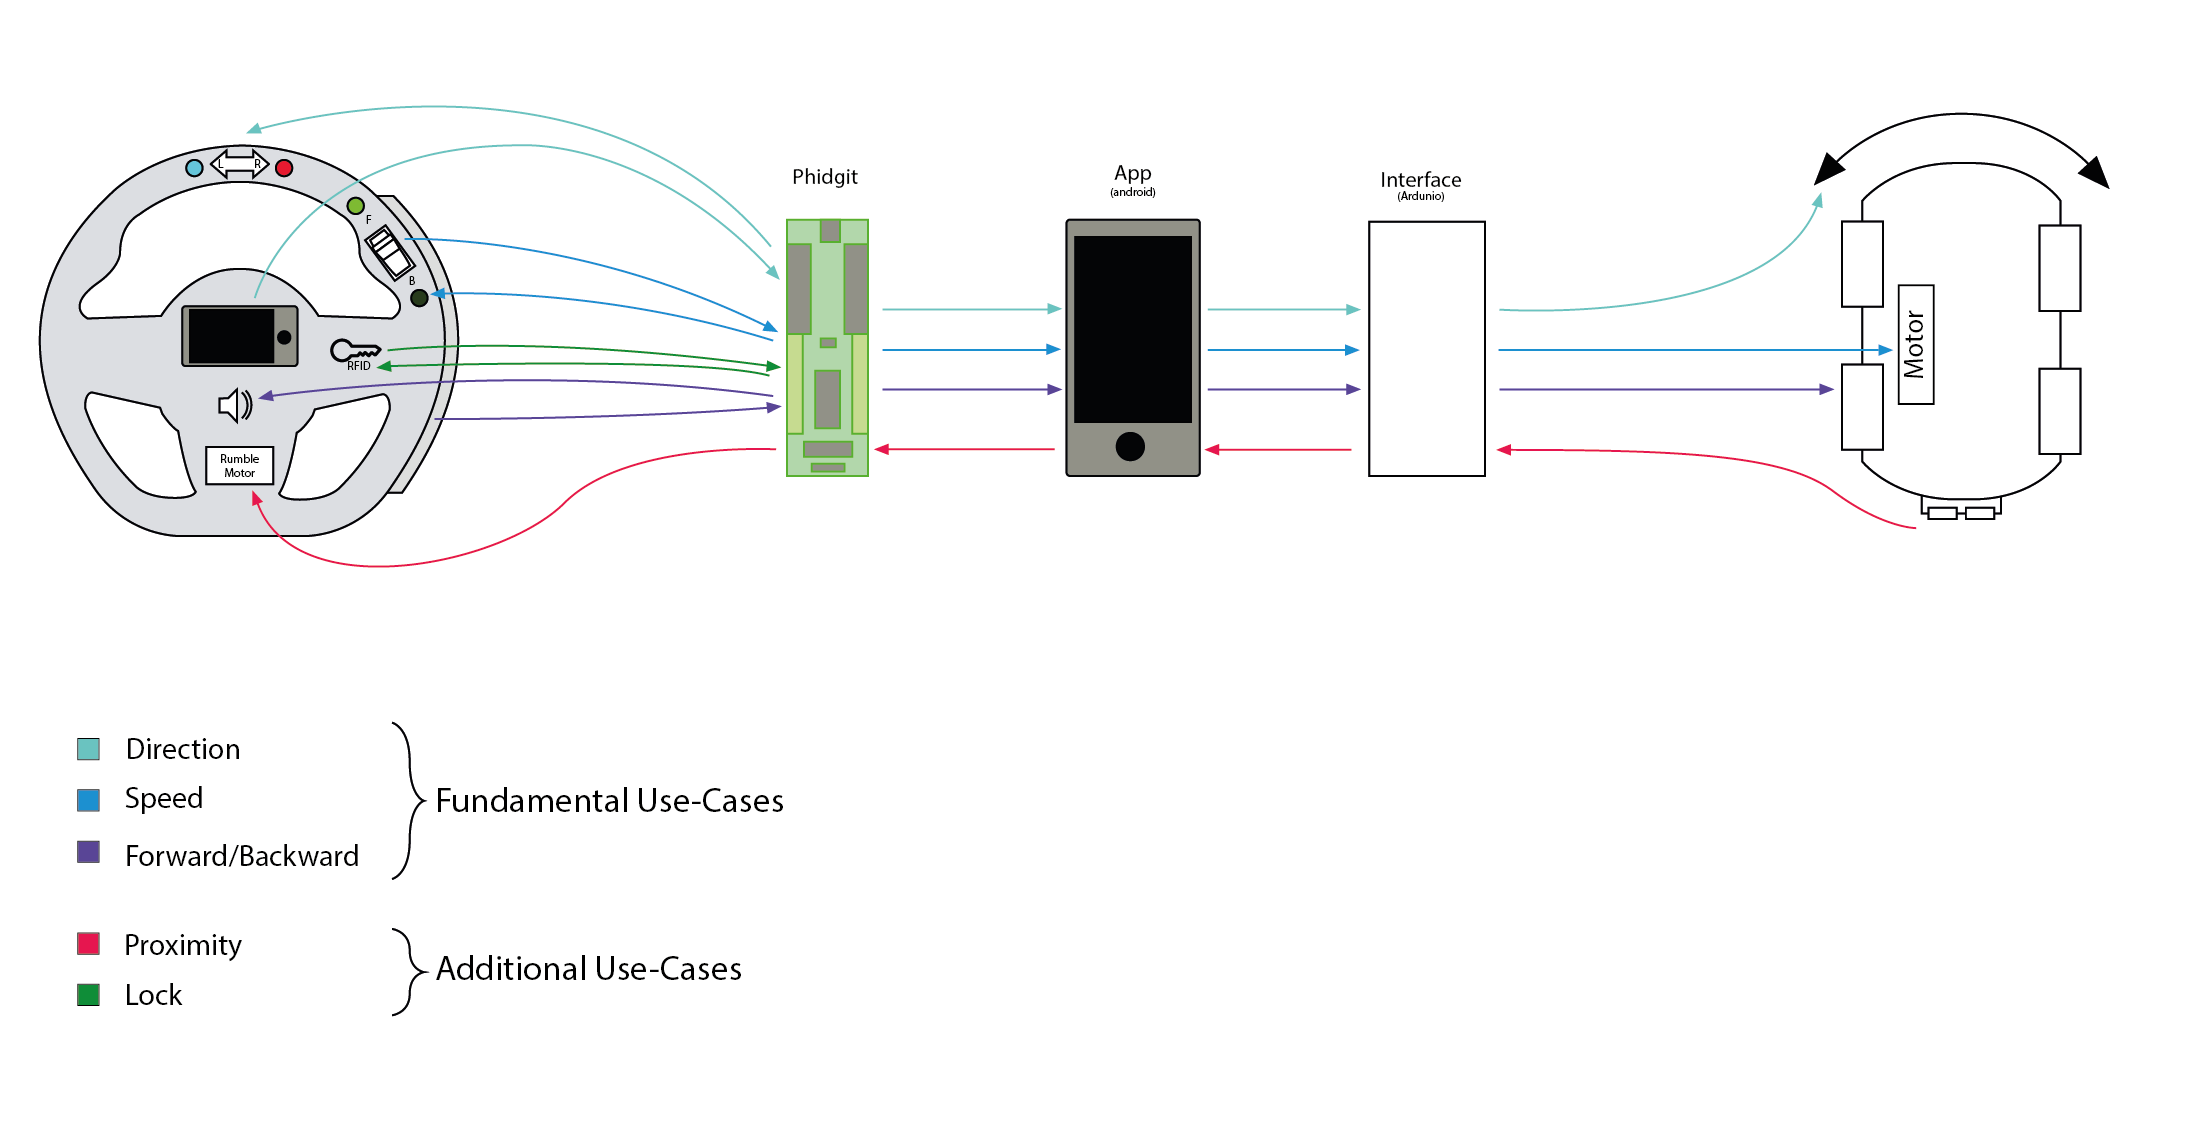 L R
F
B
RFID
Rumble
Motor
Phidgit
App
(android)
Interface
(Ardunio)
Motor
Direction
Speed
Forward/Backward
Fundamental Use-Cases
Proximity
Lock
Additional Use-Cases